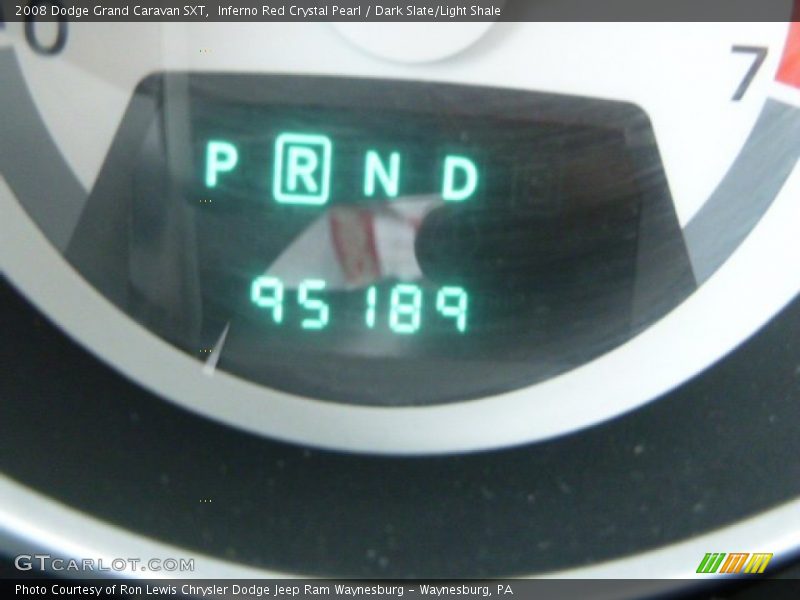 2008 Dodge Grand Caravan SXT,  Inferno Red Crystal Pearl / Dark Slate/Light Shale
0
7
P R N D
95189
GTCARLOT.COM
Photo Courtesy of Ron Lewis Chrysler Dodge Jeep Ram Waynesburg - Waynesburg, PA